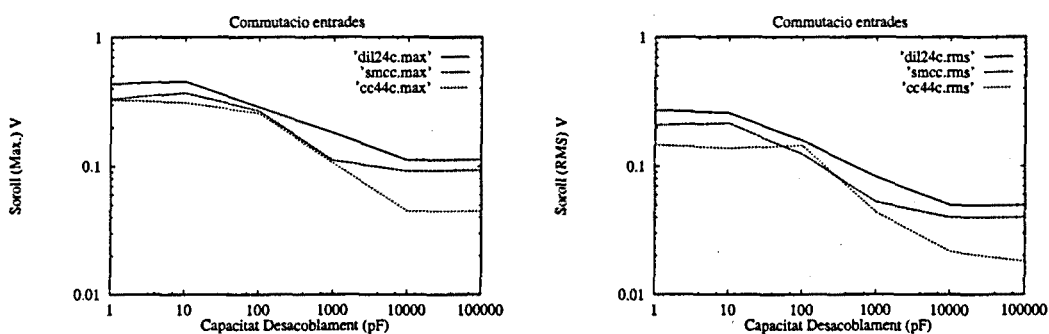 Commutacio entrades
1
0.1
0.01
Soroll (Max.) V
'dil24c.max'
'smcc.max'
'cc44c.max'
1 10 100 1000 10000 100000
Capacitat Desacoblament (pF)
Commutacio entrades
1
0.1
0.01
Soroll (RMS) V
'dil24c.rms'
'smcc.rms'
'cc44c.rms'
1 10 100 1000 10000 100000
Capacitat Desacoblament (pF)